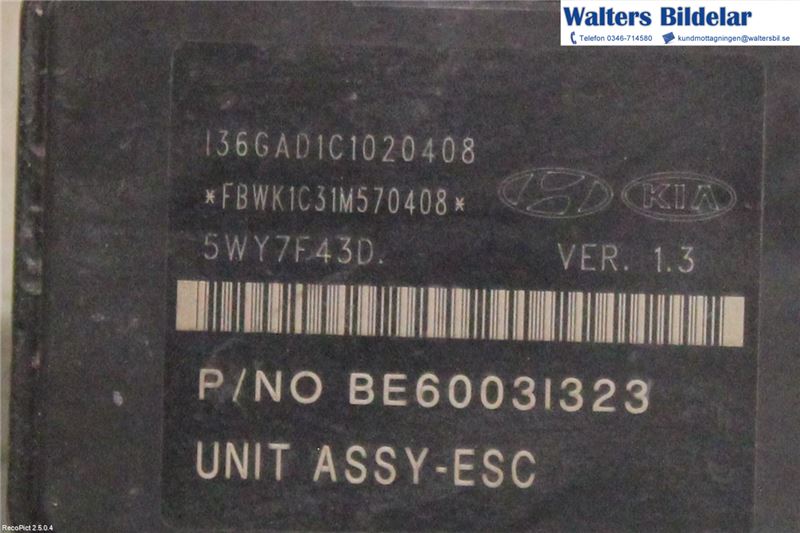 Walters Bildelar
Telefon 0346-714580 kundmottagningen@waltersbil.se
I36GAD1C1020408
*FBWK1C31M570408*
KIA
5WY7F43D. VER. 1.3
P/NO BE60031323
UNIT ASSY-ESC
RecoPict 2.5.0.4